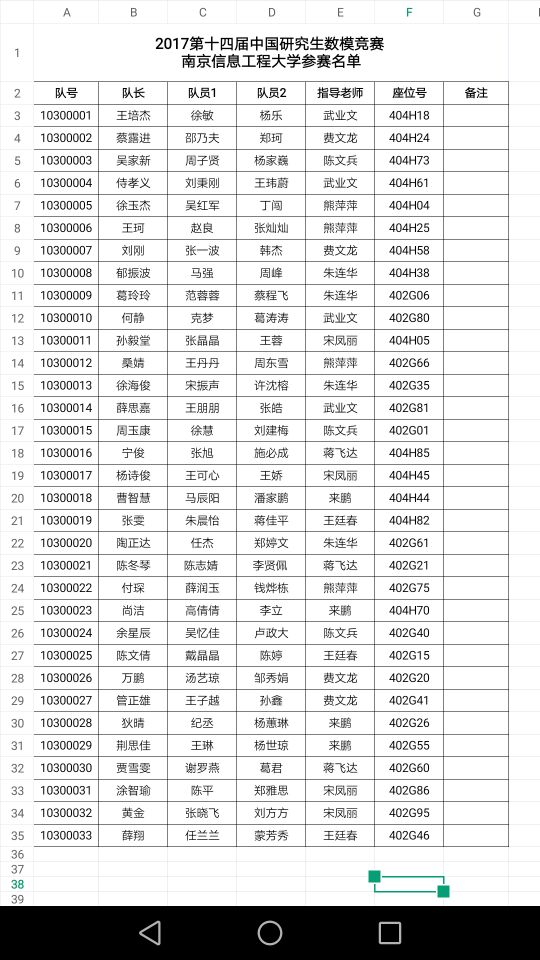 A B C D E F G
1 2017第十四届中国研究生数模竞赛
南京信息工程大学参赛名单
2 队号 队长 队员1 队员2 指导老师 座位号 备注
3 10300001 王培杰 徐敏 杨乐 武业文 404H18
4 10300002 蔡露进 邵乃夫 郑珂 费文龙 404H24
5 10300003 吴家新 周子贤 杨家巍 陈文兵 404H73
6 10300004 侍孝义 刘秉刚 王玮蔚 武业文 404H61
7 10300005 徐玉杰 吴红军 丁闯 熊萍萍 404H04
8 10300006 王珂 赵良 张灿灿 熊萍萍 404H25
9 10300007 刘刚 张一波 韩杰 费文龙 404H58
10 10300008 郁振波 马强 周峰 朱连华 404H38
11 10300009 葛玲玲 范蓉蓉 蔡程飞 朱连华 402G06
12 10300010 何静 克梦 葛涛涛 武业文 402G80
13 10300011 孙毅堂 张晶晶 王蓉 宋凤丽 404H05
14 10300012 桑婧 王丹丹 周东雪 熊萍萍 402G66
15 10300013 徐海俊 宋振声 许沈榕 朱连华 402G35
16 10300014 薛思嘉 王朋朋 张皓 武业文 402G81
17 10300015 周玉康 徐慧 刘建梅 陈文兵 402G01
18 10300016 宁俊 张旭 施必成 蒋飞达 404H85
19 10300017 杨诗俊 王可心 王娇 宋凤丽 404H45
20 10300018 曹智慧 马辰阳 潘家鹏 来鹏 404H44
21 10300019 张雯 朱晨怡 蒋佳平 王廷春 404H82
22 10300020 陶正达 任杰 郑婷文 朱连华 402G61
23 10300021 陈冬琴 陈志婧 李贤佩 蒋飞达 402G21
24 10300022 付琛 薛润玉 钱烨栋 熊萍萍 402G75
25 10300023 尚洁 高倩倩 李立 来鹏 404H70
26 10300024 余星辰 吴忆佳 卢政大 陈文兵 402G40
27 10300025 陈文倩 戴晶晶 陈婷 王廷春 402G15
28 10300026 万鹏 汤艺琼 邹秀娟 费文龙 402G20
29 10300027 管正雄 王子越 孙鑫 费文龙 402G41
30 10300028 狄晴 纪丞 杨蕙琳 来鹏 402G26
31 10300029 荆思佳 王琳 杨世琼 来鹏 402G55
32 10300030 贾雪雯 谢罗燕 葛君 蒋飞达 402G60
33 10300031 涂智瑜 陈平 郑雅思 宋凤丽 402G86
34 10300032 黄金 张晓飞 刘方方 宋凤丽 402G95
35 10300033 薛翔 任兰兰 蒙芳秀 王廷春 402G46
36
37
38
39